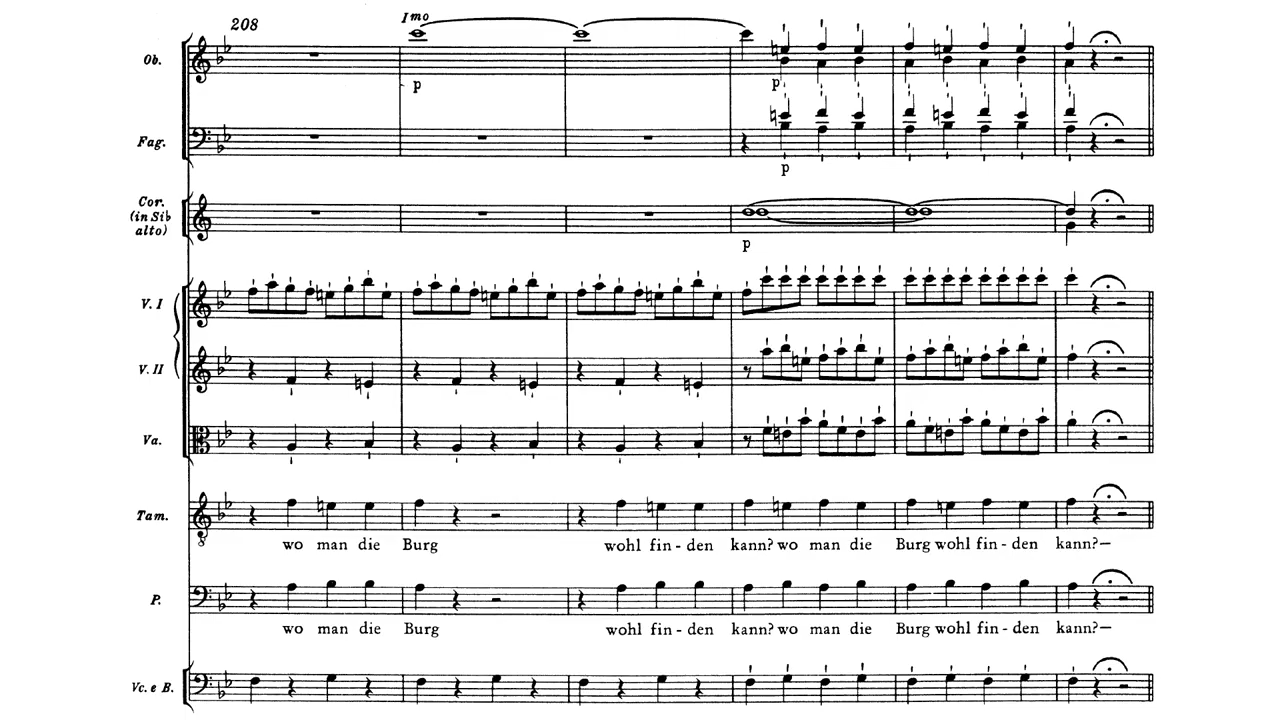 208
Imo
Ob.
p
p
Fag.
p
Cor.
(in Sib
alto)
p
V. I
V. II
Va.
Tam.
8
wo man die Burg wohl fin - den kann? wo man die Burg wohl fin - den kann?—
P.
wo man die Burg wohl fin - den kann? wo man die Burg wohl fin - den kann?—
Vc. e B.